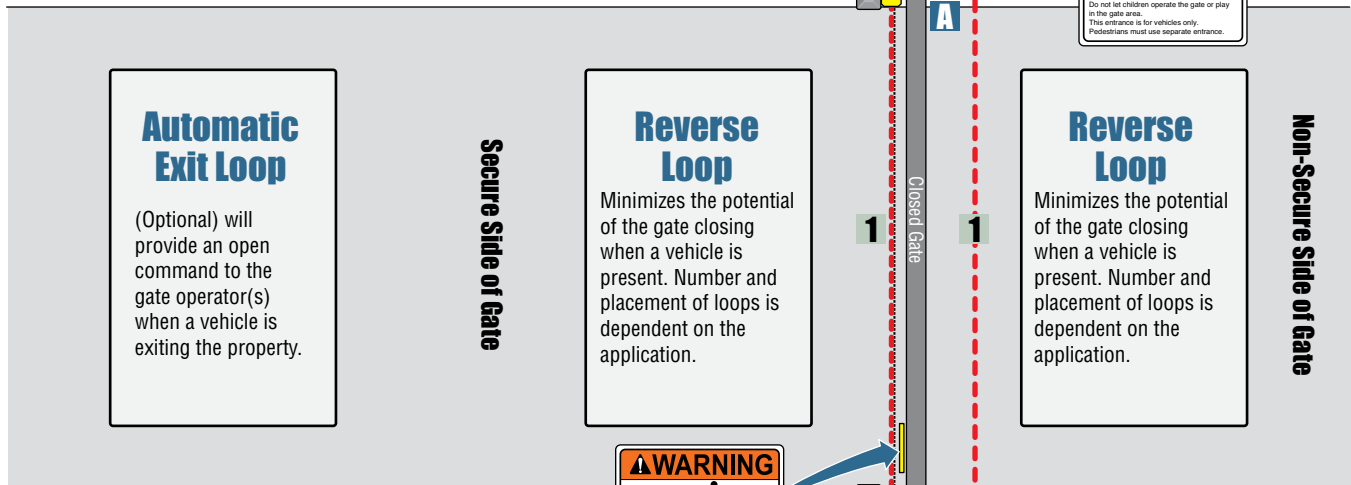 Do not let children operate the gate or play
in the gate area.
This entrance is for vehicles only.
Pedestrians must use separate entrance.
A
Automatic
Exit Loop
(Optional) will
provide an open
command to the
gate operator(s)
when a vehicle is
exiting the property.
Secure Side of Gate
Reverse
Loop
Minimizes the potential
of the gate closing
when a vehicle is
present. Number and
placement of loops is
dependent on the
application.
1
Closed Gate
1
Reverse
Loop
Minimizes the potential
of the gate closing
when a vehicle is
present. Number and
placement of loops is
dependent on the
application.
Non-Secure Side of Gate
WARNING